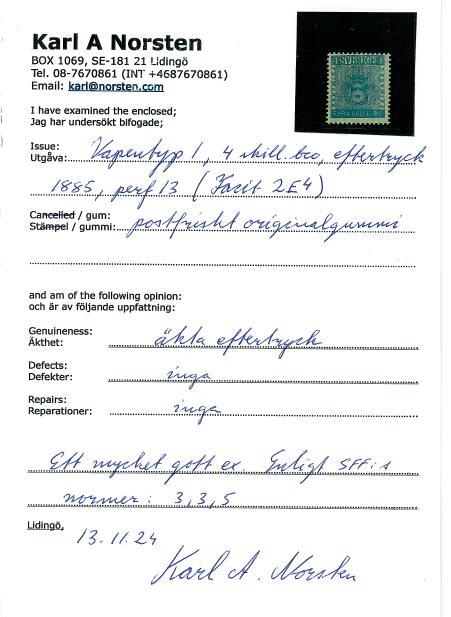 Karl A Norsten
BOX 1069, SE-181 21 Lidingö
Tel. 08-7670861 (INT +4687670861)
Email: karl@norsten.com
SVERIGE
I have examined the enclosed;
Jag har undersökt bifogade;
Issue:
Utgåva: Vapentyp I, 4 skill. bco, eftertryck
1885, perf 13 (Facit 2E4)
Cancelled / gum:
Stämpel / gummi: postfriskt originalgummi
and am of the following opinion:
och är av följande uppfattning:
Genuineness:
Äkthet: äkta eftertryck
Defects:
Defekter: inga
Repairs:
Reparationer: inga
Ett mycket gott ex. Enligt SFF:s
normer: 3, 3, 5
Lidingö,
13.11.24
Karl A. Norsten